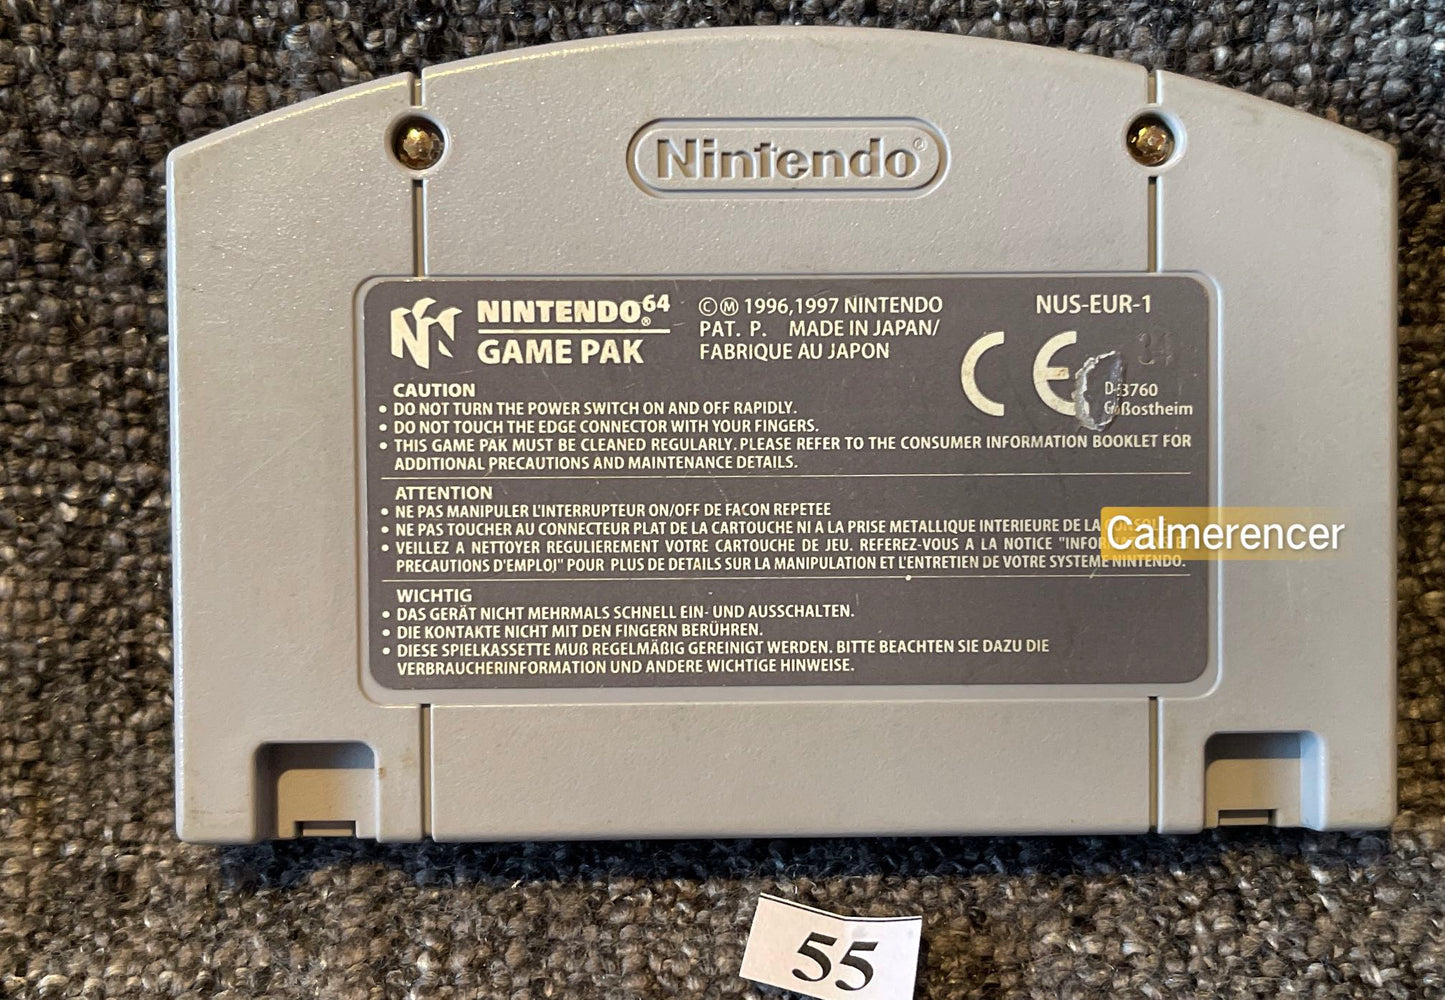 Nintendo®
NINTENDO64®
GAME PAK
©Ⓜ 1996,1997 NINTENDO
PAT. P. MADE IN JAPAN/
FABRIQUE AU JAPON
NUS-EUR-1
CE
D-3760
Großostheim
CAUTION
• DO NOT TURN THE POWER SWITCH ON AND OFF RAPIDLY.
• DO NOT TOUCH THE EDGE CONNECTOR WITH YOUR FINGERS.
• THIS GAME PAK MUST BE CLEANED REGULARLY. PLEASE REFER TO THE CONSUMER INFORMATION BOOKLET FOR
ADDITIONAL PRECAUTIONS AND MAINTENANCE DETAILS.
ATTENTION
• NE PAS MANIPULER L'INTERRUPTEUR ON/OFF DE FACON REPETEE
• NE PAS TOUCHER AU CONNECTEUR PLAT DE LA CARTOUCHE NI A LA PRISE METALLIQUE INTERIEURE DE LA
• VEILLEZ A NETTOYER REGULIEREMENT VOTRE CARTOUCHE DE JEU. REFEREZ-VOUS A LA NOTICE
PRECAUTIONS D'EMPLOI" POUR PLUS DE DETAILS SUR LA MANIPULATION ET L'ENTRETIEN DE VOTRE SYSTEME NINTENDO.
Calmerencer
WICHTIG
• DAS GERÄT NICHT MEHRMALS SCHNELL EIN- UND AUSSCHALTEN.
• DIE KONTAKTE NICHT MIT DEN FINGERN BERÜHREN.
• DIESE SPIELKASSETTE MUß REGELMÄßIG GEREINIGT WERDEN. BITTE BEACHTEN SIE DAZU DIE
VERBRAUCHERINFORMATION UND ANDERE WICHTIGE HINWEISE.
55